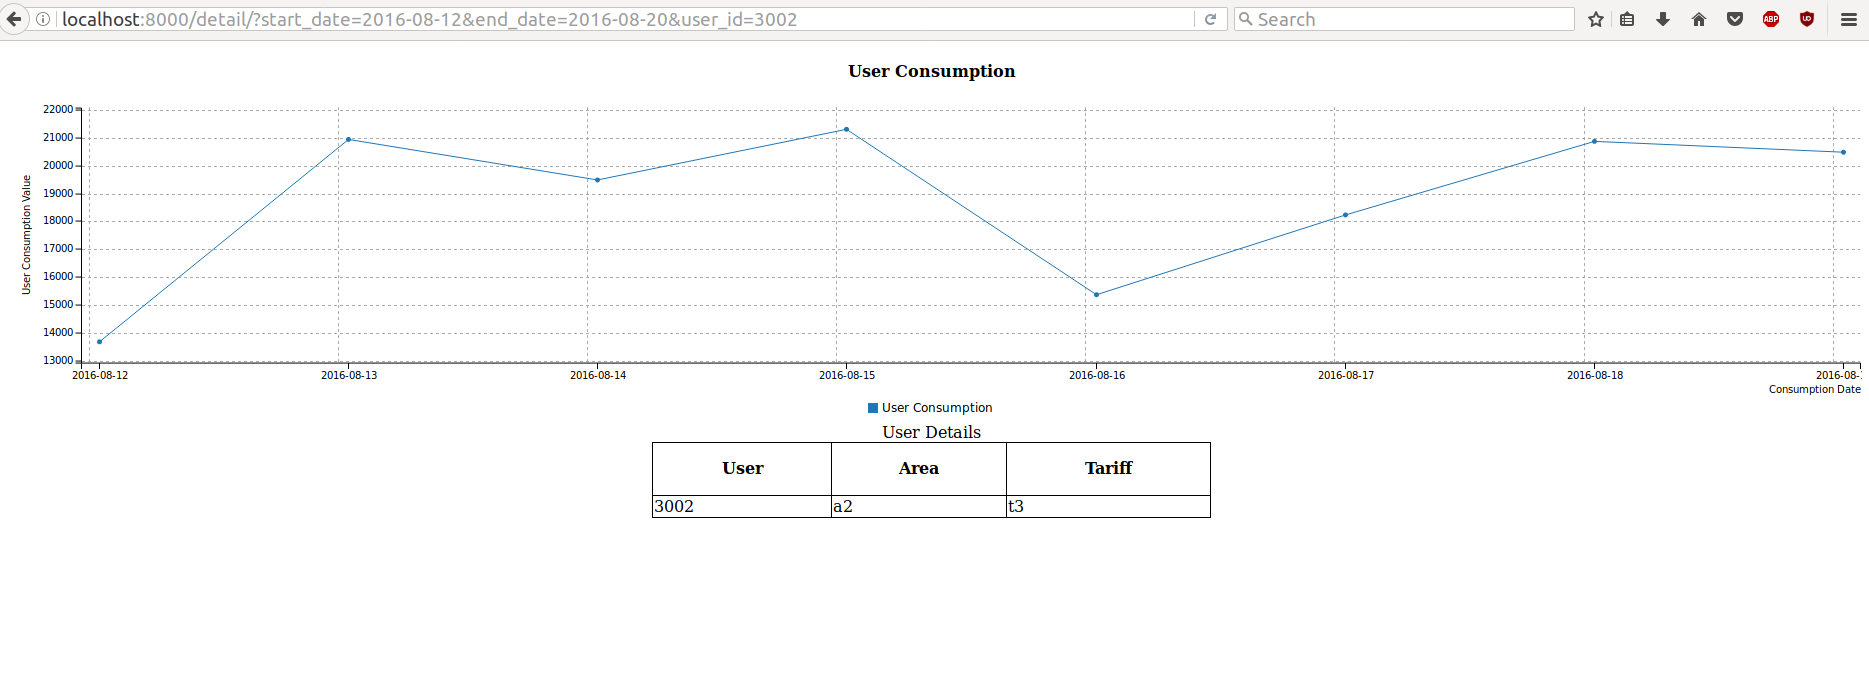 localhost:8000/detail/?start_date=2016-08-12&end_date=2016-08-20&user_id=3002
Search
ABP
User Consumption
22000
21000
20000
19000
18000
17000
16000
15000
14000
13000
User Consumption Value
2016-08-12 2016-08-13 2016-08-14 2016-08-15 2016-08-16 2016-08-17 2016-08-18 2016-08-
Consumption Date
User Consumption
User Details
User Area Tariff
3002 a2 t3